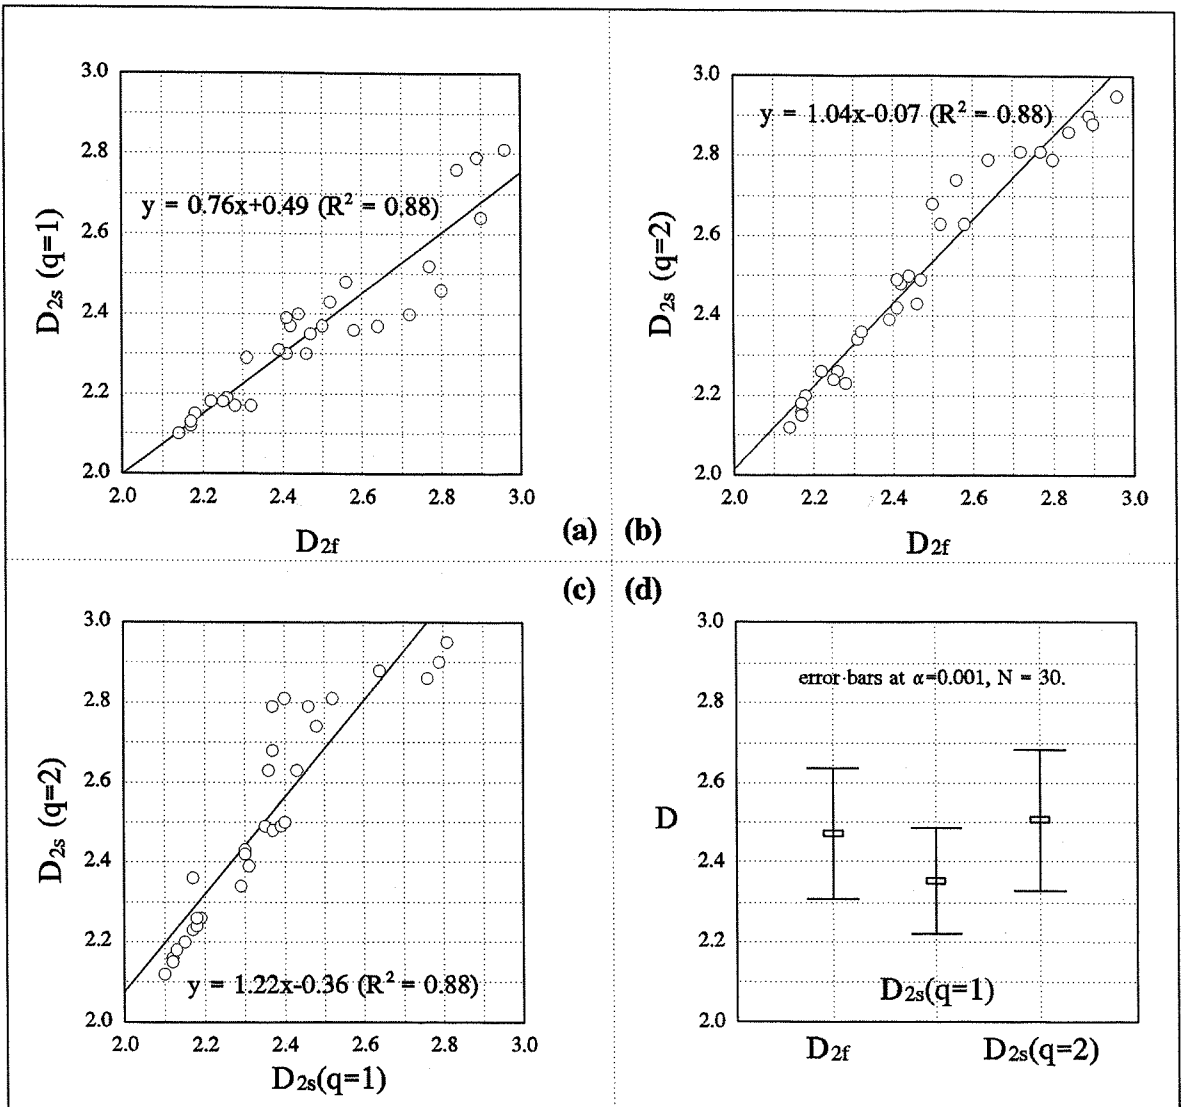 3.0
2.8
2.6
2.4
2.2
2.0
D2s (q=1)
y = 0.76x+0.49 (R² = 0.88)
2.0 2.2 2.4 2.6 2.8 3.0
D2f
(a)
3.0
2.8
2.6
2.4
2.2
2.0
D2s (q=2)
y = 1.04x-0.07 (R² = 0.88)
2.0 2.2 2.4 2.6 2.8 3.0
D2f
(b)
(c)
3.0
2.8
2.6
2.4
2.2
2.0
D2s (q=2)
y = 1.22x-0.36 (R² = 0.88)
2.0 2.2 2.4 2.6 2.8 3.0
D2s(q=1)
(d)
3.0
2.8
2.6
2.4
2.2
2.0
D
error bars at α=0.001, N = 30.
D2s(q=1)
D2f D2s(q=2)